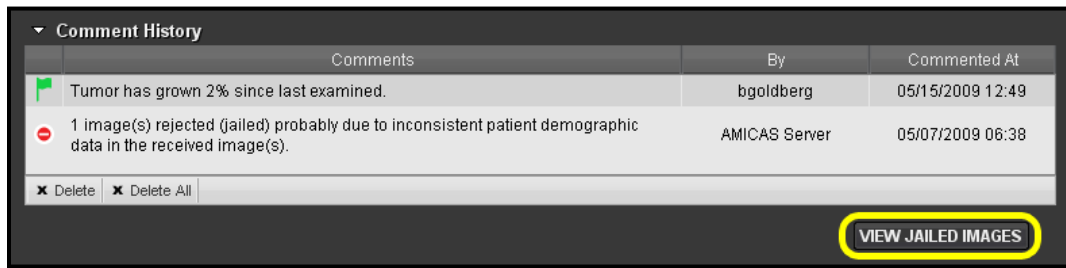 Comment History
Comments By Commented At
Tumor has grown 2% since last examined. bgoldberg 05/15/2009 12:49
1 image(s) rejected (jailed) probably due to inconsistent patient demographic
data in the received image(s). AMICAS Server 05/07/2009 06:38
Delete Delete All
VIEW JAILED IMAGES